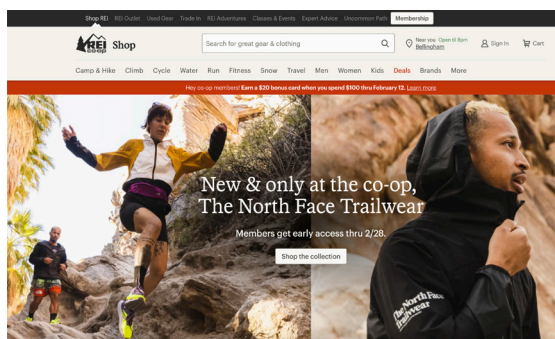 Shop REI REI Outlet Used Gear Trade In REI Adventures Classes & Events Expert Advice Uncommon Path Membership
REI co-op Shop
Search for great gear & clothing
Near you Open til 8pm
Bellingham
Sign In
Cart
Camp & Hike Climb Cycle Water Run Fitness Snow Travel Men Women Kids Deals Brands More
Hey co-op members! Earn a $20 bonus card when you spend $100 thru February 12. Learn more
New & only at the co-op,
The North Face Trailwear
Members get early access thru 2/28.
Shop the collection
The North Face
Trailwear